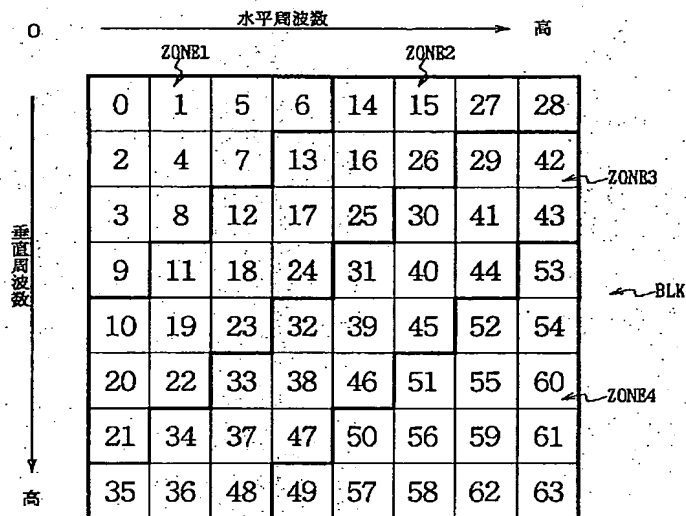 0 水平周波数 高
ZONE1 ZONE2
0 1 5 6 14 15 27 28
2 4 7 13 16 26 29 42
ZONE3
3 8 12 17 25 30 41 43
垂直周波数
9 11 18 24 31 40 44 53
BLK
10 19 23 32 39 45 52 54
20 22 33 38 46 51 55 60
ZONE4
21 34 37 47 50 56 59 61
高
35 36 48 49 57 58 62 63